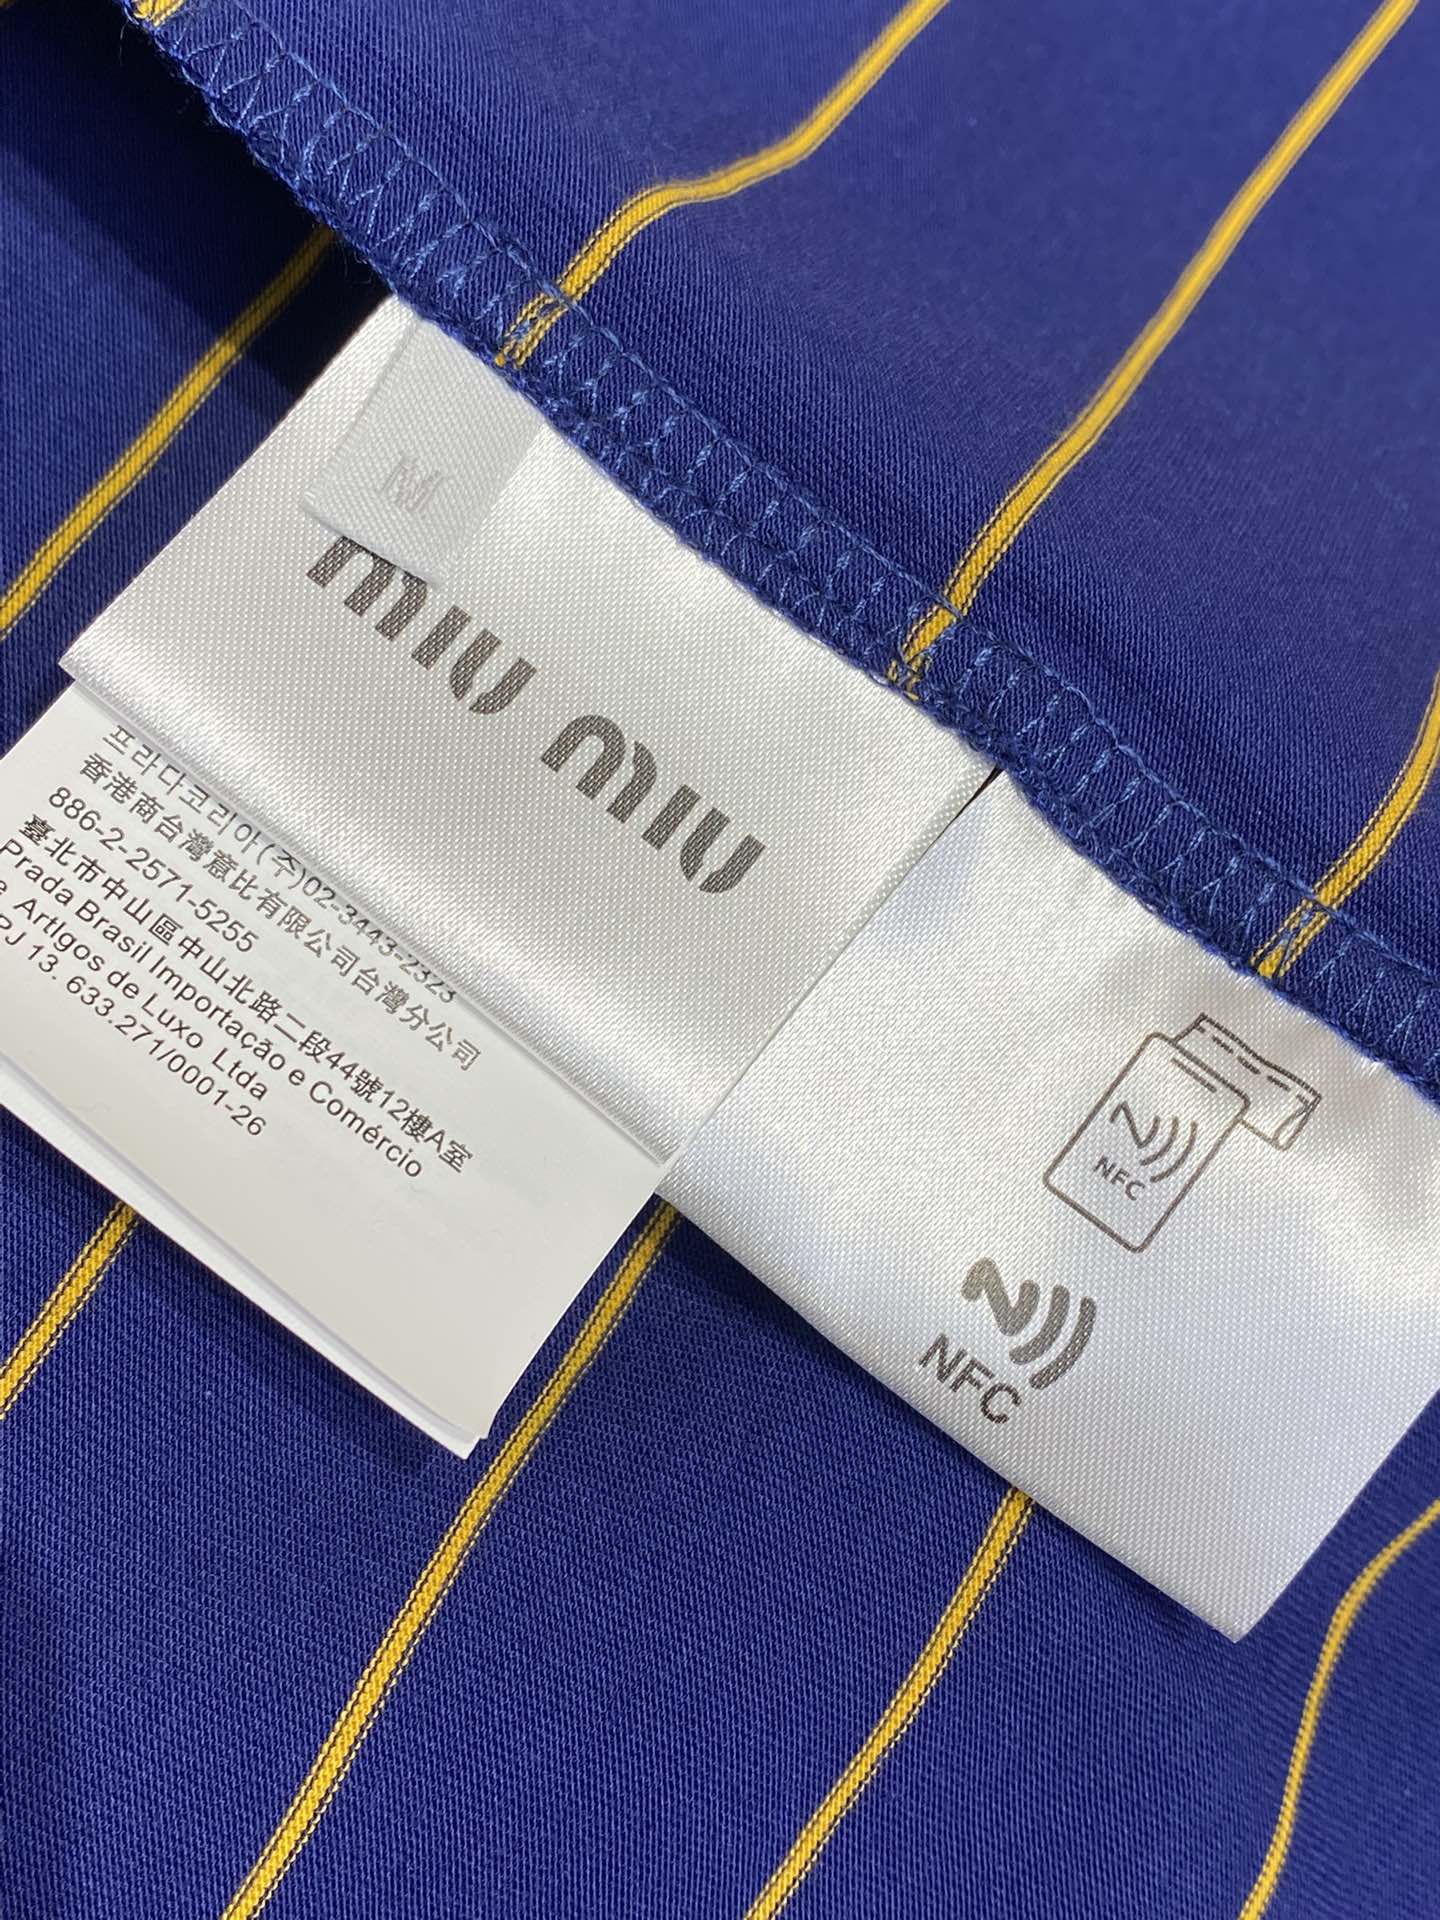 M
miu miu
프라다코리아(주)02-3443-2323
香港商台灣意比有限公司台灣分公司
886-2-2571-5255
臺北市中山區中山北路二段44號12樓A室
Prada Brasil Importação e Comércio
e Artigos de Luxo Ltda
PJ 13.633.271/0001-26
NFC
NFC